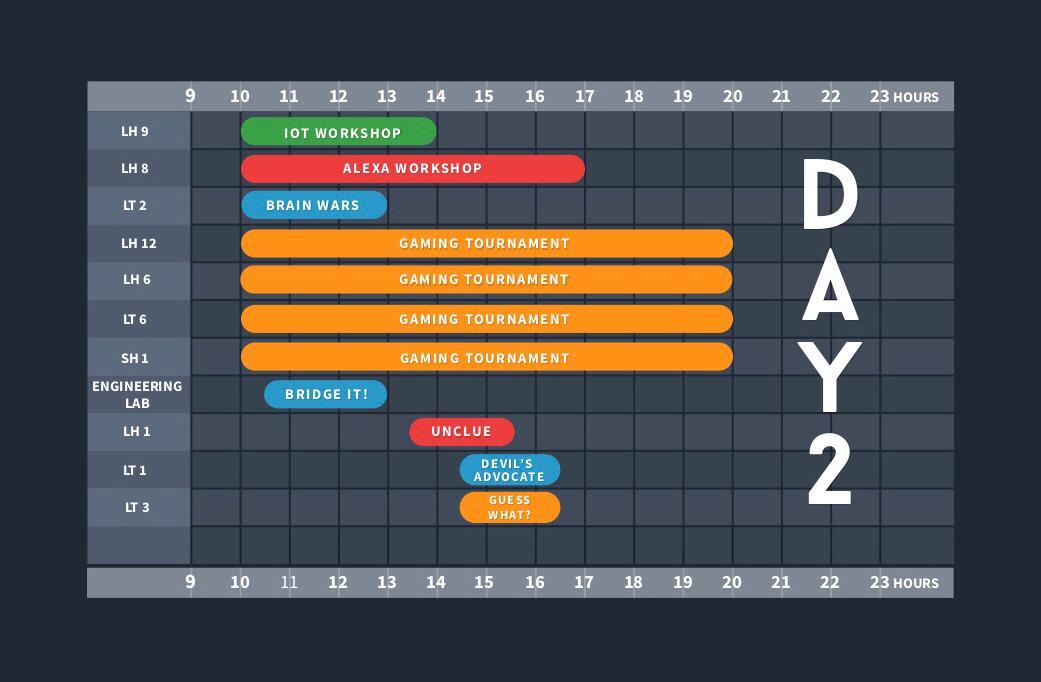 9 10 11 12 13 14 15 16 17 18 19 20 21 22 23 HOURS
LH 9 IOT WORKSHOP
LH 8 ALEXA WORKSHOP
LT 2 BRAIN WARS
LH 12 GAMING TOURNAMENT
LH 6 GAMING TOURNAMENT
LT 6 GAMING TOURNAMENT
SH 1 GAMING TOURNAMENT
ENGINEERING
LAB
BRIDGE IT!
LH 1 UNCLUE
LT 1
DEVIL'S
ADVOCATE
LT 3
GUESS
WHAT?
D
A
Y
2
9 10 11 12 13 14 15 16 17 18 19 20 21 22 23 HOURS